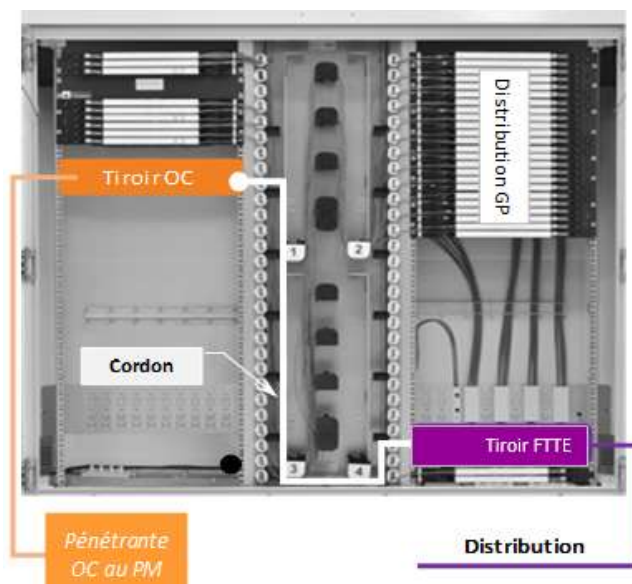 Distribution GP
Tiroir OC
1
2
Cordon
3
4
Tiroir FTTE
Pénétrante
OC au PM
Distribution